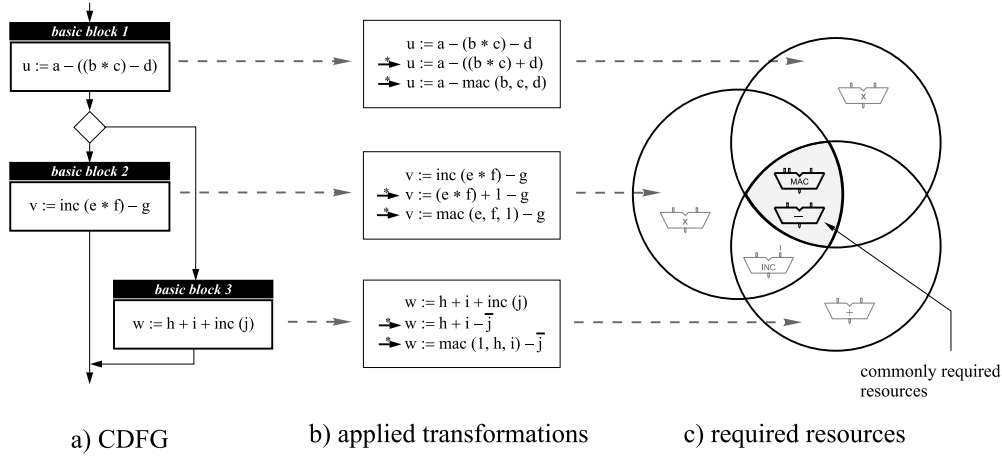 basic block 1
u := a – ((b * c) – d)
basic block 2
v := inc (e * f) – g
basic block 3
w := h + i + inc (j)
a) CDFG
u := a – (b * c) – d
* u := a – ((b * c) + d)
* u := a – mac (b, c, d)
v := inc (e * f) – g
* v := (e * f) + 1 – g
* v := mac (e, f, 1) – g
w := h + i + inc (j)
* w := h + i – j̅
* w := mac (1, h, i) – j̅
b) applied transformations
X
MAC
–
X
INC
1
+
commonly required
resources
c) required resources